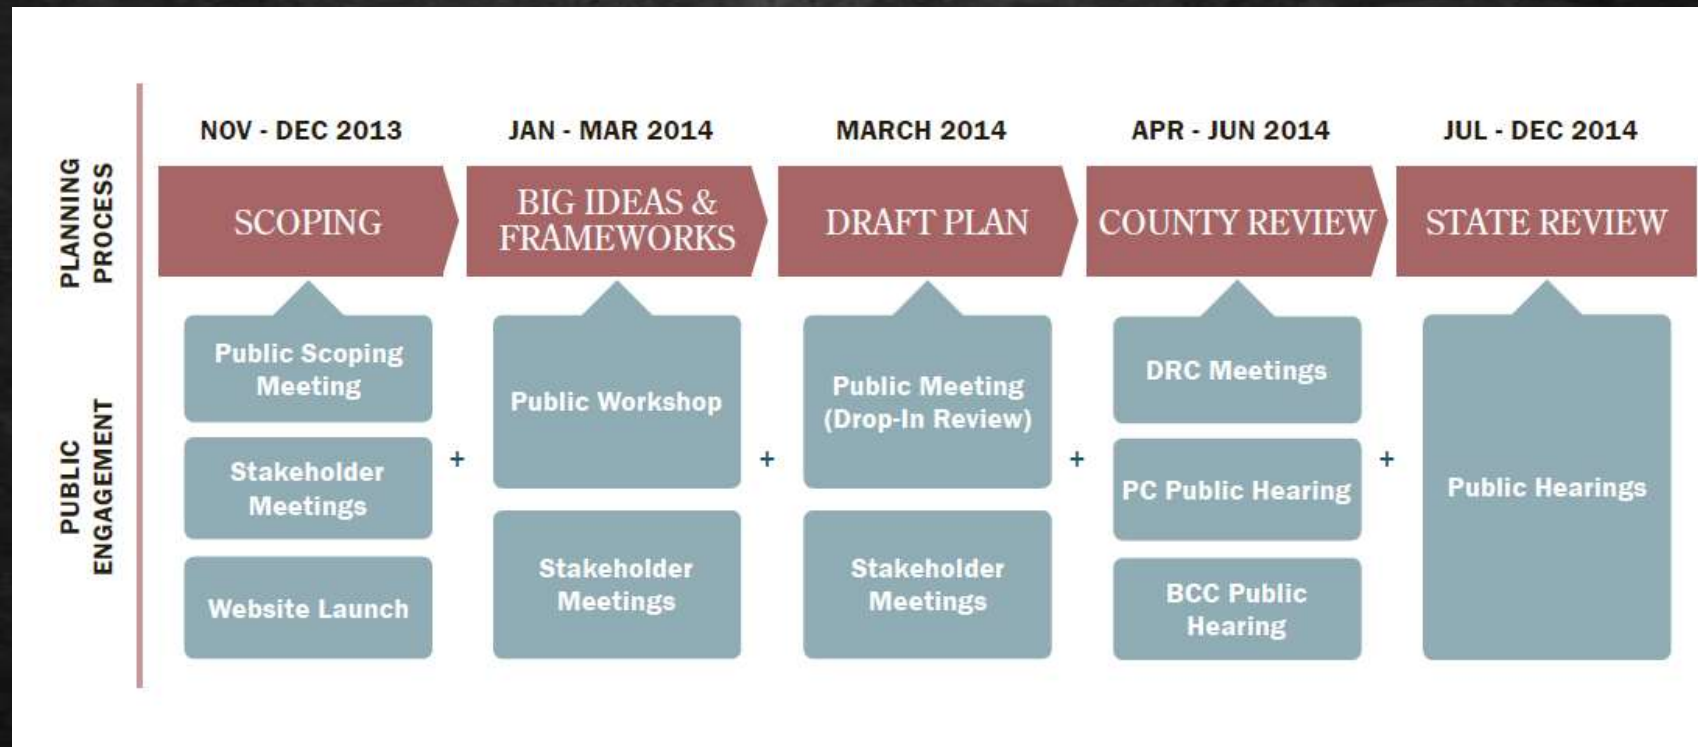 NOV - DEC 2013
JAN - MAR 2014
MARCH 2014
APR - JUN 2014
JUL - DEC 2014
PLANNING
PROCESS
SCOPING
BIG IDEAS &
FRAMEWORKS
DRAFT PLAN
COUNTY REVIEW
STATE REVIEW
PUBLIC
ENGAGEMENT
Public Scoping
Meeting
Stakeholder
Meetings
Website Launch
+
Public Workshop
Stakeholder
Meetings
+
Public Meeting
(Drop-In Review)
Stakeholder
Meetings
+
DRC Meetings
PC Public Hearing
BCC Public
Hearing
+
Public Hearings